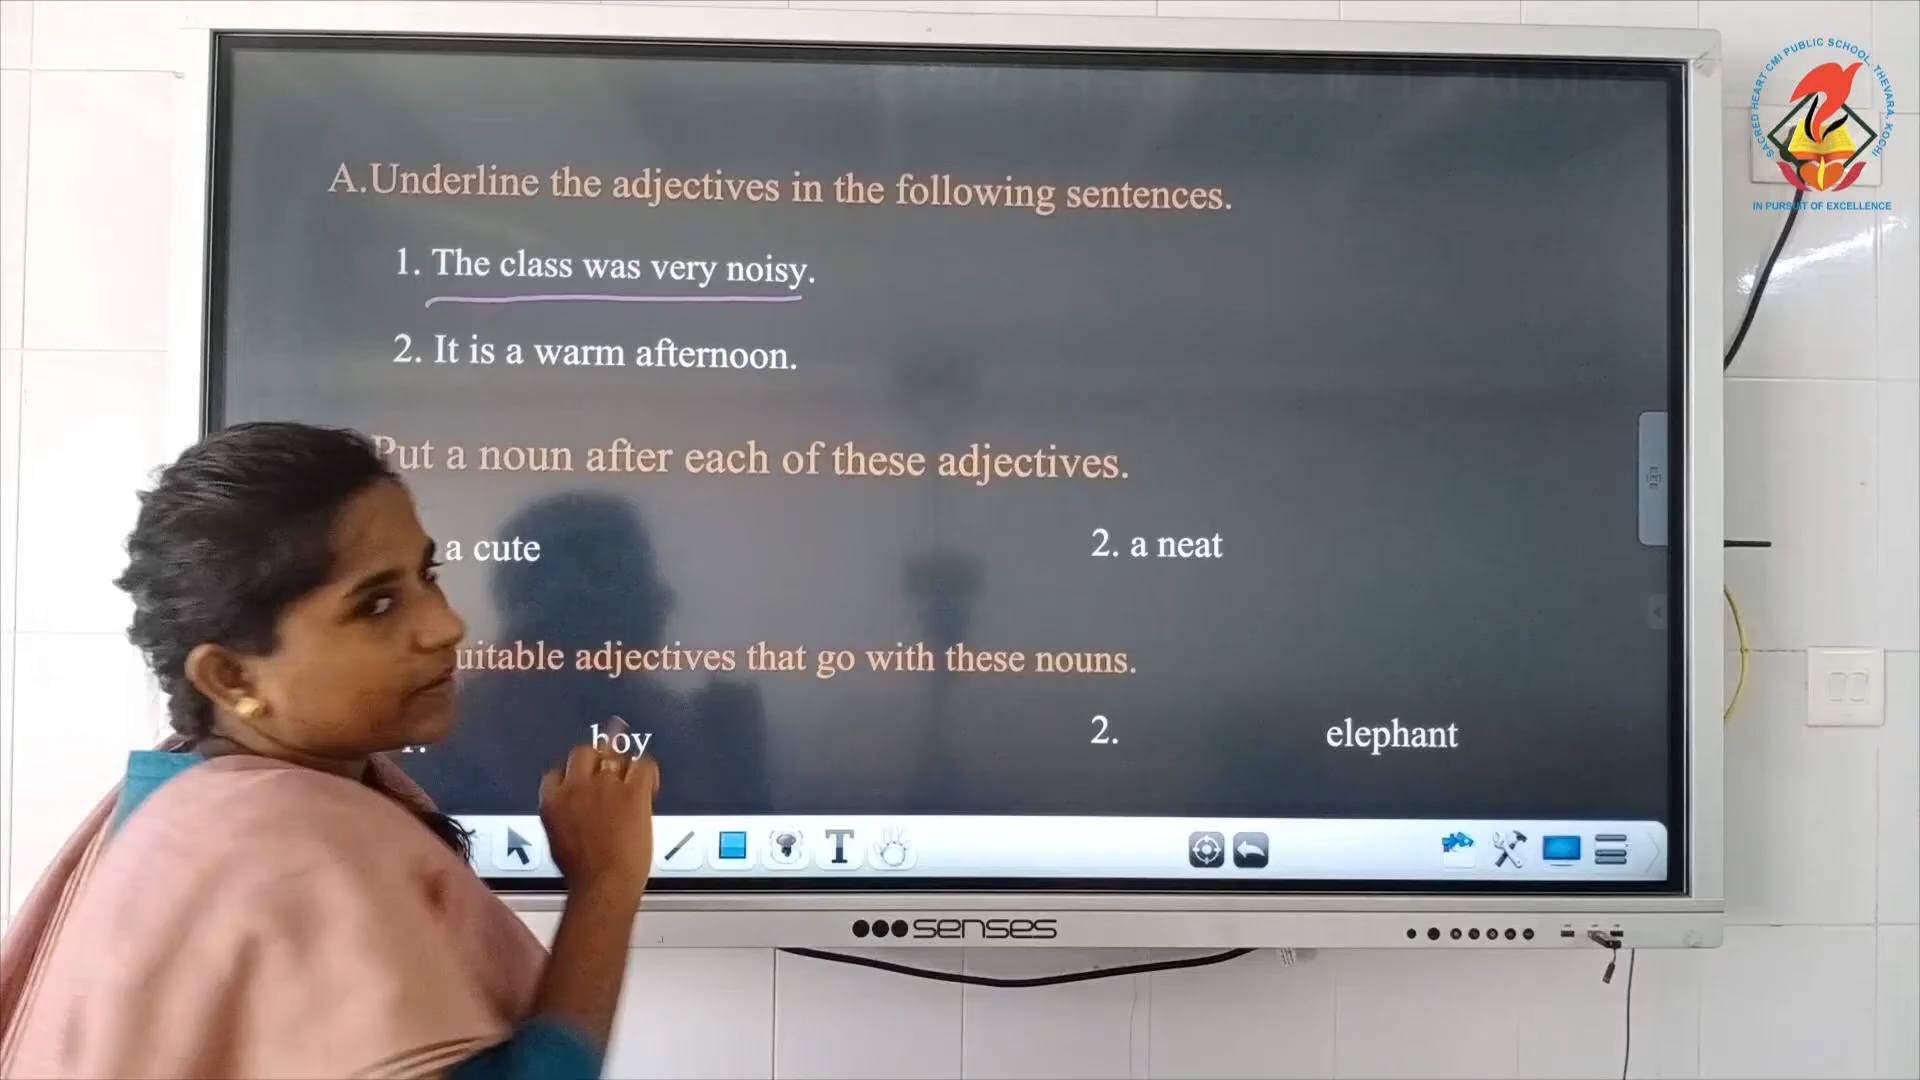 A.Underline the adjectives in the following sentences.
1. The class was very noisy.
2. It is a warm afternoon.
Put a noun after each of these adjectives.
a cute
2. a neat
adjectives that go with these nouns.
boy
2. elephant
T
senses
SACRED HEART CMI PUBLIC SCHOOL, THEVARA, KOCHI
IN PURSUIT OF EXCELLENCE